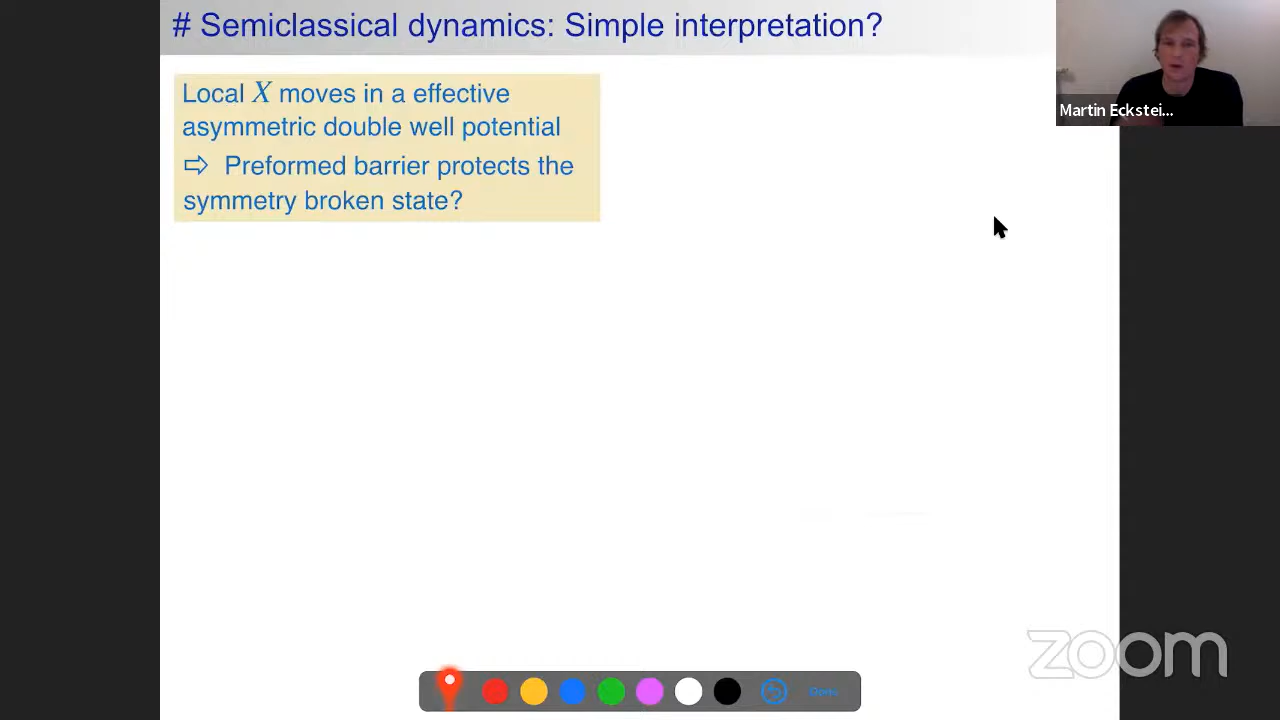 # Semiclassical dynamics: Simple interpretation?
Local X moves in a effective
asymmetric double well potential
⇨ Preformed barrier protects the
symmetry broken state?
Martin Eckstei...
zoom